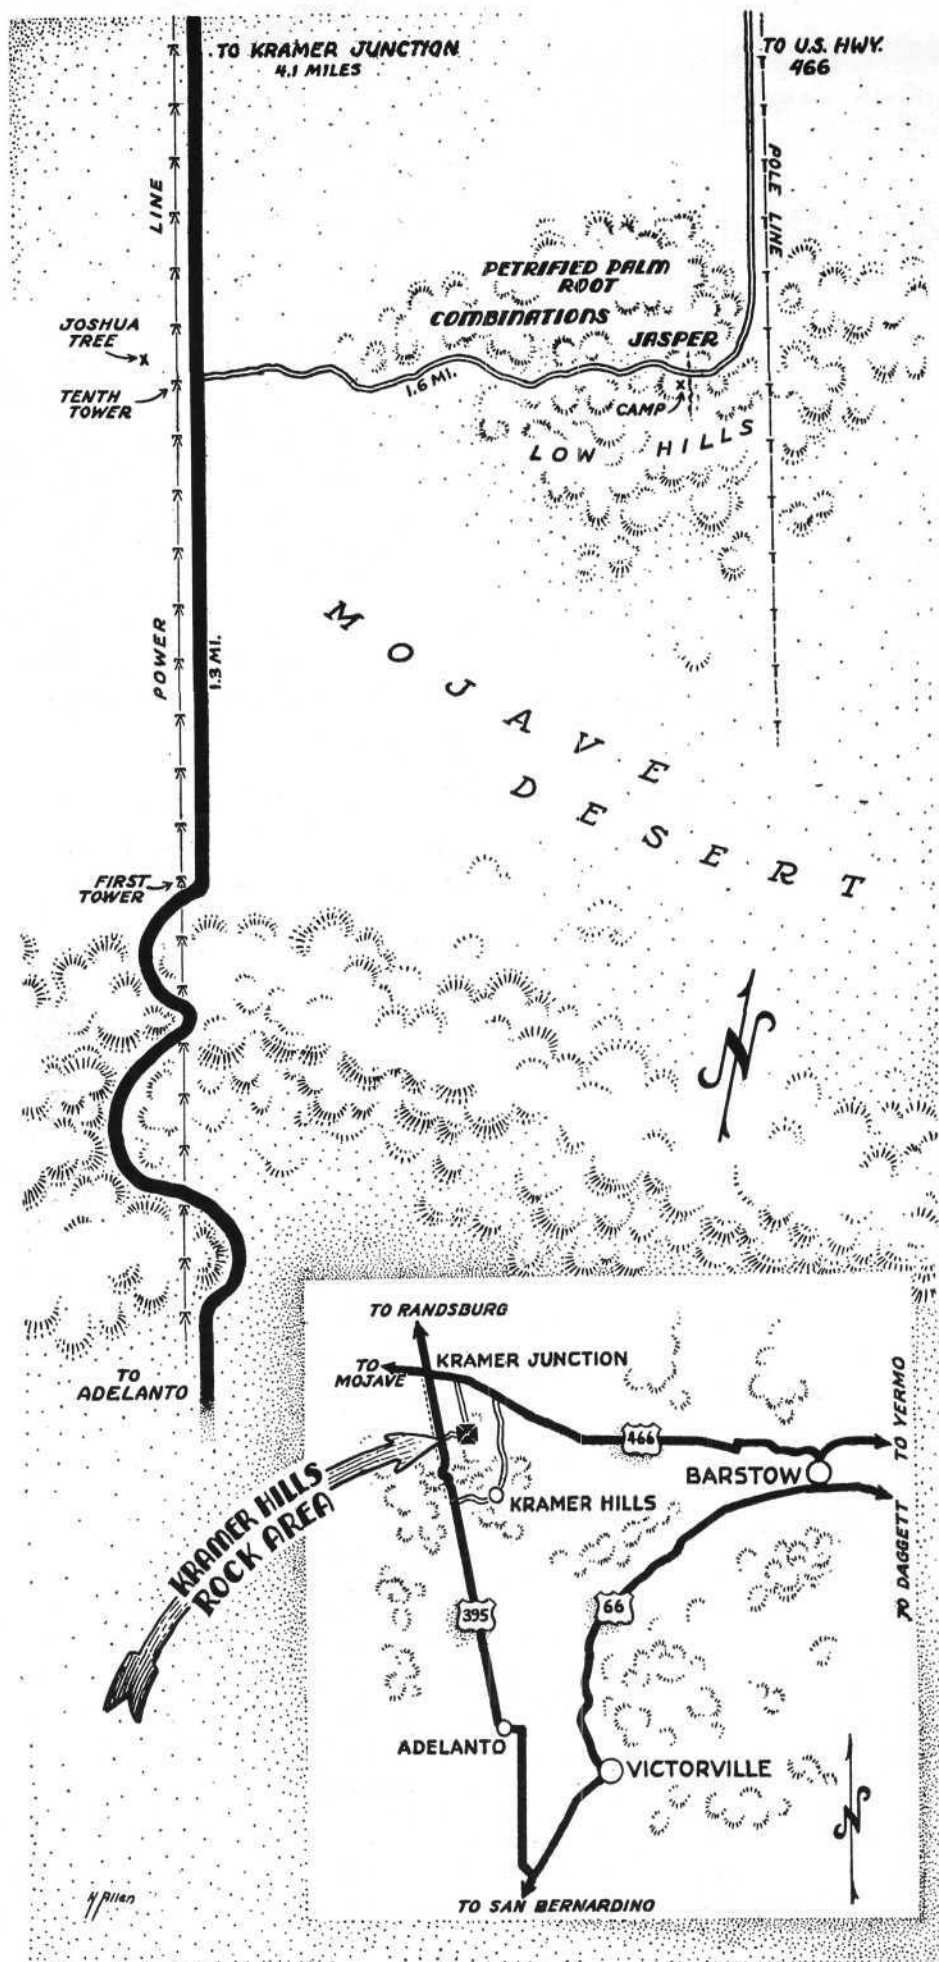 TO KRAMER JUNCTION
4.1 MILES
TO U.S. HWY.
466
LINE
POLE LINE
PETRIFIED PALM
ROOT
COMBINATIONS
JASPER
JOSHUA
TREE
TENTH
TOWER
1.6 MI.
CAMP
LOW HILLS
POWER
1.3 MI.
MOJAVE
DESERT
FIRST
TOWER
N
TO
ADELANTO
KRAMER HILLS
ROCK AREA
TO RANDSBURG
TO
MOJAVE
KRAMER JUNCTION
466
BARSTOW
TO VERMO
TO DAGGETT
KRAMER HILLS
395
66
ADELANTO
VICTORVILLE
N
TO SAN BERNARDINO
N Allen